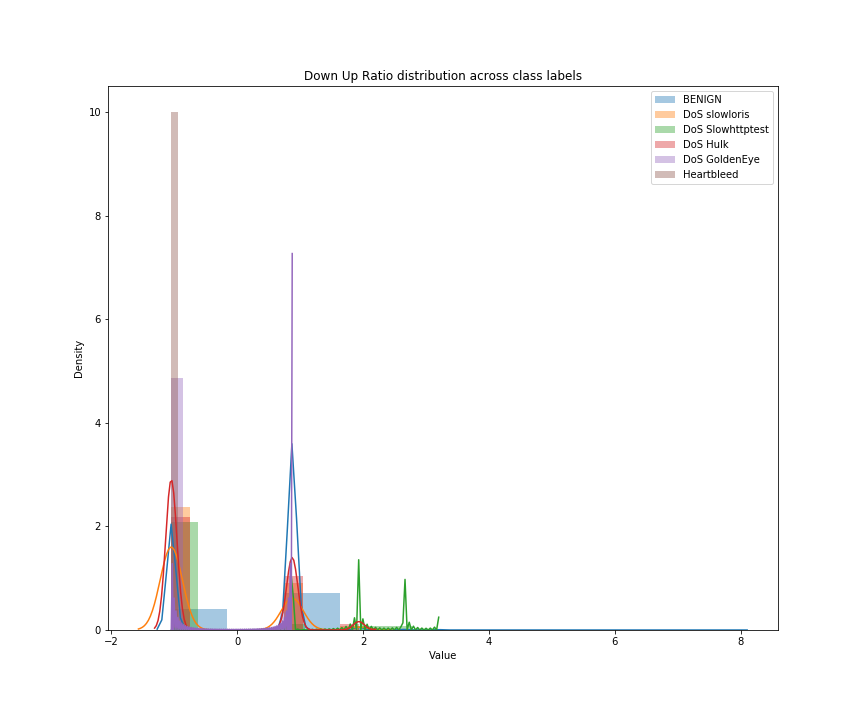 Down Up Ratio distribution across class labels
BENIGN
DoS slowloris
DoS Slowhttptest
DoS Hulk
DoS GoldenEye
Heartbleed
10
8
6
4
2
0
Density
−2
0
2
4
6
8
Value